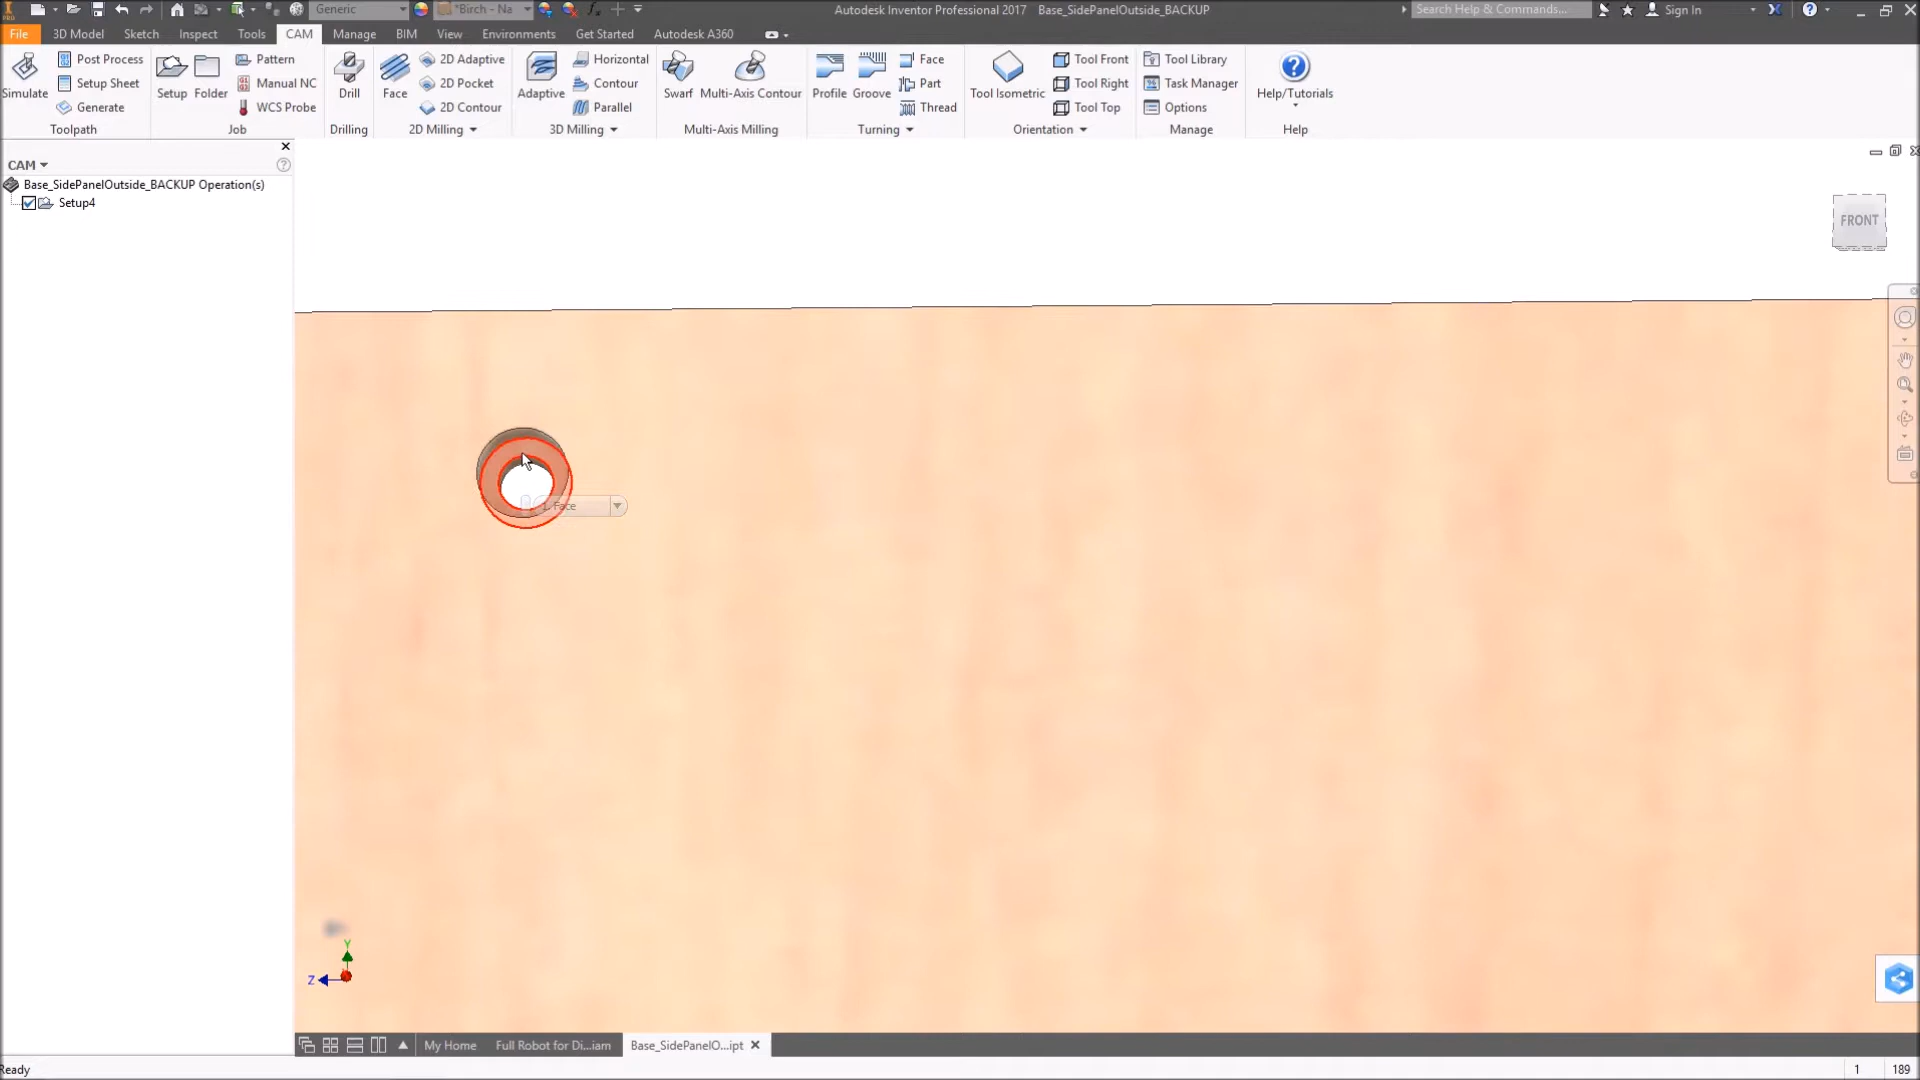 Generic
*Birch - Na
Autodesk Inventor Professional 2017 Base_SidePanelOutside_BACKUP
Search Help & Commands...
Sign In
PRO
File 3D Model Sketch Inspect Tools CAM Manage BIM View Environments Get Started Autodesk A360
Simulate
Post Process
Setup Sheet
Generate
Toolpath
Setup
Folder
Pattern
Manual NC
WCS Probe
Job
Drill
Drilling
Face
2D Adaptive
2D Pocket
2D Contour
2D Milling
Adaptive
Horizontal
Contour
Parallel
3D Milling
Swarf
Multi-Axis Contour
Multi-Axis Milling
Profile
Groove
Face
Part
Thread
Turning
Tool Isometric
Tool Front
Tool Right
Tool Top
Orientation
Tool Library
Task Manager
Options
Manage
Help/Tutorials
Help
CAM
Base_SidePanelOutside_BACKUP Operation(s)
Setup4
FRONT
1. Face
Y
Z
My Home
Full Robot for Di...iam
Base_SidePanelO...ipt
Ready
1
189